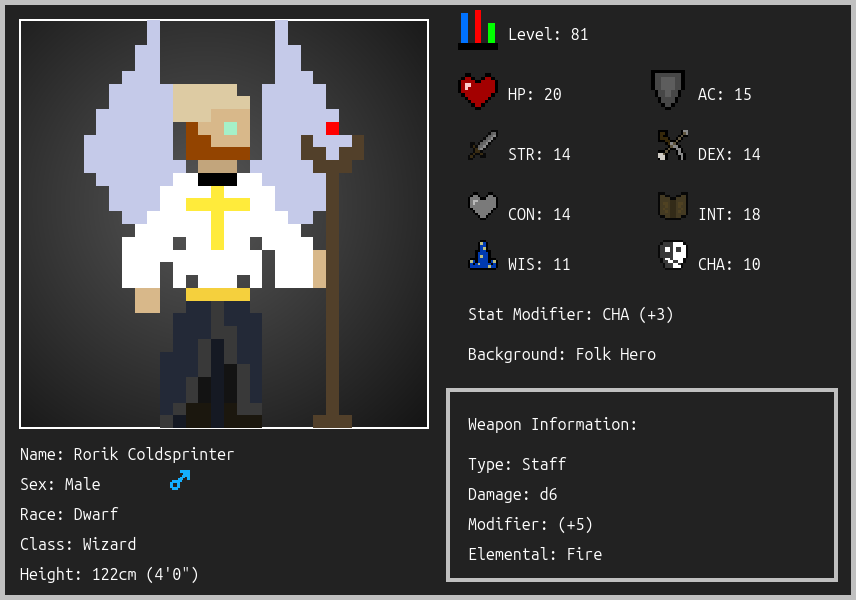 Level: 81
HP: 20
AC: 15
STR: 14
DEX: 14
CON: 14
INT: 18
WIS: 11
CHA: 10
Stat Modifier: CHA (+3)
Background: Folk Hero
Weapon Information:
Type: Staff
Damage: d6
Modifier: (+5)
Elemental: Fire
Name: Rorik Coldsprinter
Sex: Male
Race: Dwarf
Class: Wizard
Height: 122cm (4'0")